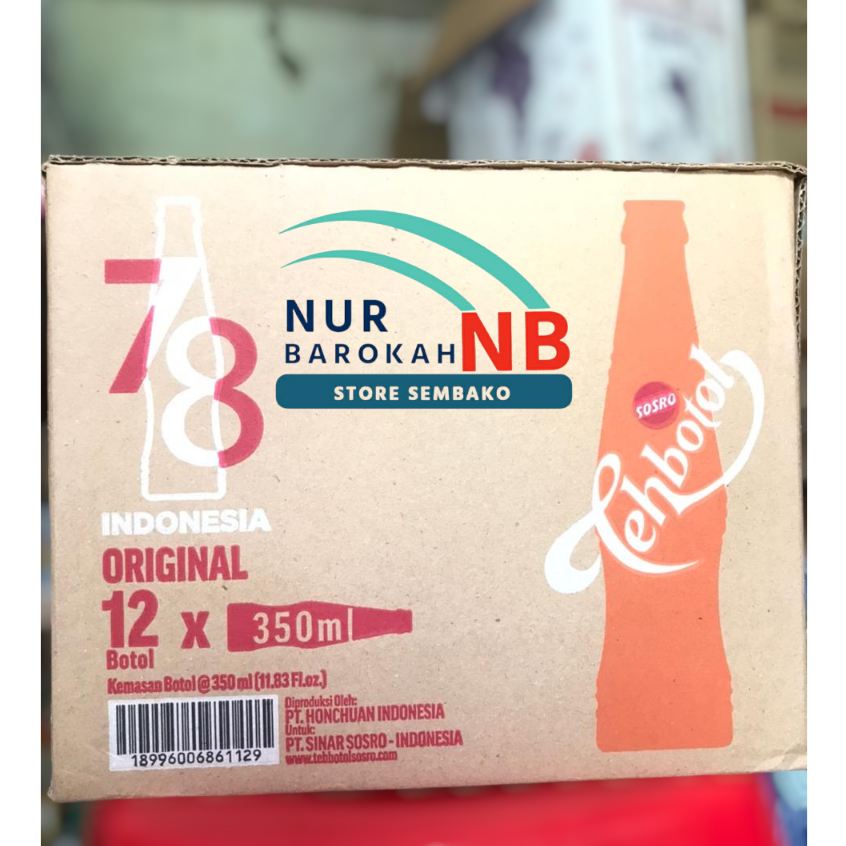 78
INDONESIA
ORIGINAL
12 x 350ml
Botol
Kemasan Botol @ 350 ml (11.83 Fl.oz.)
18996006861129
Diproduksi Oleh:
PT. HONCHUAN INDONESIA
Untuk:
PT. SINAR SOSRO - INDONESIA
www.tehbotolsosro.com
NUR
BAROKAH NB
STORE SEMBAKO
SOSRO
Tehbotol